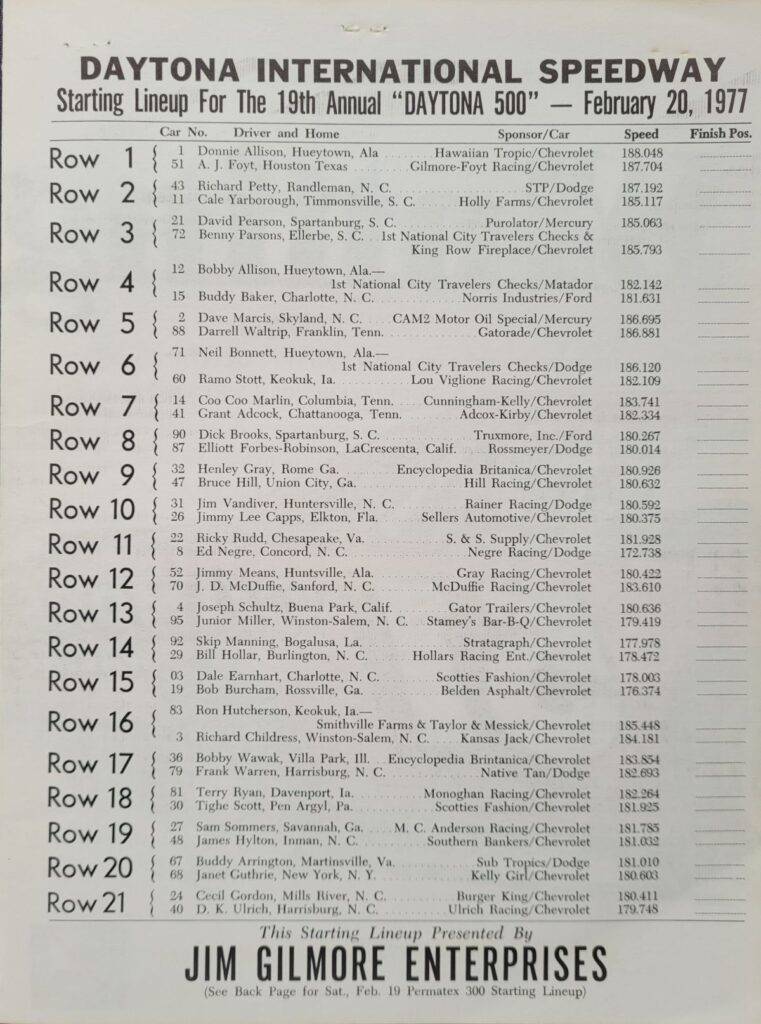 DAYTONA INTERNATIONAL SPEEDWAY
Starting Lineup For The 19th Annual "DAYTONA 500" — February 20, 1977
Car No. Driver and Home Sponsor/Car Speed Finish Pos.
Row 1 { 1 Donnie Allison, Hueytown, Ala . . . . . . . Hawaiian Tropic/Chevrolet 188.048
51 A. J. Foyt, Houston Texas . . . . . . . . Gilmore-Foyt Racing/Chevrolet 187.704
Row 2 { 43 Richard Petty, Randleman, N. C. . . . . . . . . . . . . . . STP/Dodge 187.192
11 Cale Yarborough, Timmonsville, S. C. . . . Holly Farms/Chevrolet 185.117
Row 3 { 21 David Pearson, Spartanburg, S. C. . . . . . . . . . Purolator/Mercury 185.063
72 Benny Parsons, Ellerbe, S. C. . . 1st National City Travelers Checks &
King Row Fireplace/Chevrolet 185.793
Row 4 { 12 Bobby Allison, Hueytown, Ala.—
1st National City Travelers Checks/Matador 182.142
15 Buddy Baker, Charlotte, N. C. . . . . . . . . . Norris Industries/Ford 181.631
Row 5 { 2 Dave Marcis, Skyland, N. C. . . . CAM2 Motor Oil Special/Mercury 186.695
88 Darrell Waltrip, Franklin, Tenn. . . . . . . . . . Gatorade/Chevrolet 186.881
Row 6 { 71 Neil Bonnett, Hueytown, Ala.—
1st National City Travelers Checks/Dodge 186.120
60 Ramo Stott, Keokuk, Ia. . . . . . . . . . Lou Viglione Racing/Chevrolet 182.109
Row 7 { 14 Coo Coo Marlin, Columbia, Tenn. . . . Cunningham-Kelly/Chevrolet 183.741
41 Grant Adcock, Chattanooga, Tenn. . . . . . . Adcox-Kirby/Chevrolet 182.334
Row 8 { 90 Dick Brooks, Spartanburg, S. C. . . . . . . . . . Truxmore, Inc./Ford 180.267
87 Elliott Forbes-Robinson, LaCrescenta, Calif. . . Rossmeyer/Dodge 180.014
Row 9 { 32 Henley Gray, Rome Ga. . . . . . . Encyclopedia Britanica/Chevrolet 180.926
47 Bruce Hill, Union City, Ga. . . . . . . . . . . . . Hill Racing/Chevrolet 180.632
Row 10 { 31 Jim Vandiver, Huntersville, N. C. . . . . . . . . Rainer Racing/Dodge 180.592
26 Jimmy Lee Capps, Elkton, Fla. . . . . . Sellers Automotive/Chevrolet 180.375
Row 11 { 22 Ricky Rudd, Chesapeake, Va. . . . . . . . . S. & S. Supply/Chevrolet 181.928
8 Ed Negre, Concord, N. C. . . . . . . . . . . . . . Negre Racing/Dodge 172.738
Row 12 { 52 Jimmy Means, Huntsville, Ala. . . . . . . . . . Gray Racing/Chevrolet 180.422
70 J. D. McDuffie, Sanford, N. C. . . . . . . . McDuffie Racing/Chevrolet 183.610
Row 13 { 4 Joseph Schultz, Buena Park, Calif. . . . . . . Gator Trailers/Chevrolet 180.636
95 Junior Miller, Winston-Salem, N. C. . . Stamey's Bar-B-Q/Chevrolet 179.419
Row 14 { 92 Skip Manning, Bogalusa, La. . . . . . . . . . . Stratagraph/Chevrolet 177.978
29 Bill Hollar, Burlington, N. C. . . . . . Hollars Racing Ent./Chevrolet 178.472
Row 15 { 03 Dale Earnhart, Charlotte, N. C. . . . . . . . Scotties Fashion/Chevrolet 178.003
19 Bob Burcham, Rossville, Ga. . . . . . . . . . Belden Asphalt/Chevrolet 176.374
Row 16 { 83 Ron Hutcherson, Keokuk, Ia.—
Smithville Farms & Taylor & Messick/Chevrolet 185.448
3 Richard Childress, Winston-Salem, N. C. . . . Kansas Jack/Chevrolet 184.181
Row 17 { 36 Bobby Wawak, Villa Park, Ill. . . . Encyclopedia Brintanica/Chevrolet 183.854
79 Frank Warren, Harrisburg, N. C. . . . . . . . . . . Native Tan/Dodge 182.693
Row 18 { 81 Terry Ryan, Davenport, Ia. . . . . . . . . Monoghan Racing/Chevrolet 182.264
30 Tighe Scott, Pen Argyl, Pa. . . . . . . . . . Scotties Fashion/Chevrolet 181.925
Row 19 { 27 Sam Sommers, Savannah, Ga. . . . . M. C. Anderson Racing/Chevrolet 181.785
48 James Hylton, Inman, N. C. . . . . . . . . Southern Bankers/Chevrolet 181.032
Row 20 { 67 Buddy Arrington, Martinsville, Va. . . . . . . . . . Sub Tropics/Dodge 181.010
68 Janet Guthrie, New York, N. Y. . . . . . . . . . . Kelly Girl/Chevrolet 180.603
Row 21 { 24 Cecil Gordon, Mills River, N. C. . . . . . . . . . Burger King/Chevrolet 180.411
40 D. K. Ulrich, Harrisburg, N. C. . . . . . . . . . Ulrich Racing/Chevrolet 179.748
This Starting Lineup Presented By
JIM GILMORE ENTERPRISES
(See Back Page for Sat., Feb. 19 Permatex 300 Starting Lineup)